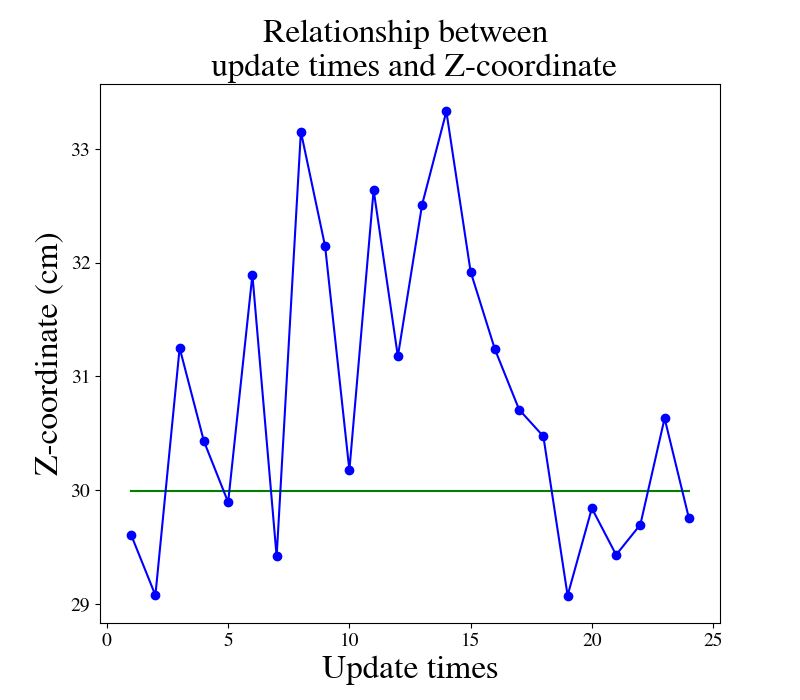 Relationship between
update times and Z-coordinate
Z-coordinate (cm)
33
32
31
30
29
0 5 10 15 20 25
Update times